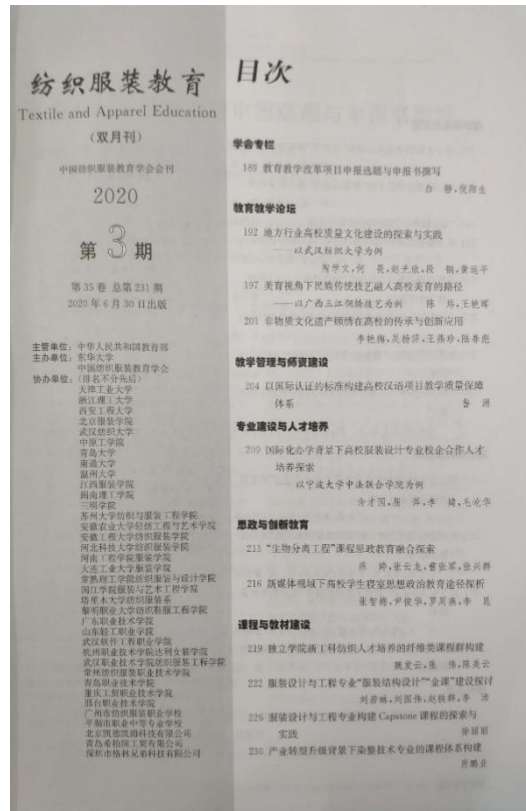 纺织服装教育
Textile and Apparel Education
(双月刊)
中国纺织服装教育学会会刊
2020
第3期
第35卷 总第231期
2020年6月30日出版
主管单位：中华人民共和国教育部
主办单位：东华大学
中国纺织服装教育学会
协办单位：(排名不分先后)
天津工业大学
浙江理工大学
西安工程大学
北京服装学院
武汉纺织大学
中原工学院
青岛大学
南通大学
温州大学
江西服装学院
闽南理工学院
三明学院
苏州大学纺织与服装工程学院
安徽农业大学轻纺工程与艺术学院
安徽工程大学纺织服装学院
河北科技大学纺织服装学院
河南工程学院服装学院
大连工业大学服装学院
常熟理工学院纺织服装与设计学院
闽江学院服装与艺术工程学院
塔里木大学纺织服装系
黎明职业大学纺织鞋服工程学院
广东职业技术学院
山东轻工职业学院
武汉软件工程职业学院
杭州职业技术学院达利女装学院
武汉职业技术学院纺织服装工程学院
常州纺织服装职业技术学院
青岛职业技术学院
重庆工贸职业技术学院
邢台职业技术学院
广州市纺织服装职业学校
平湖市职业中等专业学校
北京凯德凯姆科技有限公司
青岛希柏润工贸有限公司
深圳市格林兄弟科技有限公司
目次
学会专栏
189 教育教学改革项目申报选题与申报书撰写
白 静,倪阳生
教育教学论坛
192 地方行业高校质量文化建设的探索与实践
——以武汉纺织大学为例
陶学文,何 畏,赵光敏,段 钢,黄运平
197 美育视角下民族传统技艺融入高校美育的路径
——以广西三江侗绣技艺为例 陈 炜,王艳晖
201 非物质文化遗产顾绣在高校的传承与创新应用
李艳梅,吴杨萍,王燕珍,陆春彪
教学管理与师资建设
204 以国际认证的标准构建高校汉语项目教学质量保障
体系 鲁 洲
专业建设与人才培养
209 国际化办学背景下高校服装设计专业校企合作人才
培养探索
——以宁波大学中法联合学院为例
许才国,李 娟,毛论华
思政与创新教育
213 “生物分离工程”课程思政教育融合探索
陈 婷,张云龙,曹张军,张兴群
216 新媒体视域下高校学生寝室思想政治教育途径探析
张智梅,尹俊华,罗周燕,李 昆
课程与教材建设
219 独立学院新工科纺织人才培养的纤维类课程群构建
魏发云,张 伟,陈美云
222 服装设计与工程专业“服装结构设计”“金课”建设探讨
刘若琳,刘国伟,赵秧群,李 沛
226 服装设计与工程专业构建 Capstone 课程的探索与
实践 徐丽丽
230 产业转型升级背景下染整技术专业的课程体系构建
肖鹏业